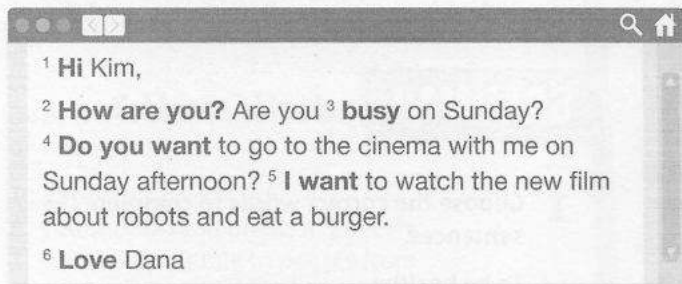 1 Hi Kim,
2 How are you? Are you 3 busy on Sunday?
4 Do you want to go to the cinema with me on
Sunday afternoon? 5 I want to watch the new film
about robots and eat a burger.
6 Love Dana